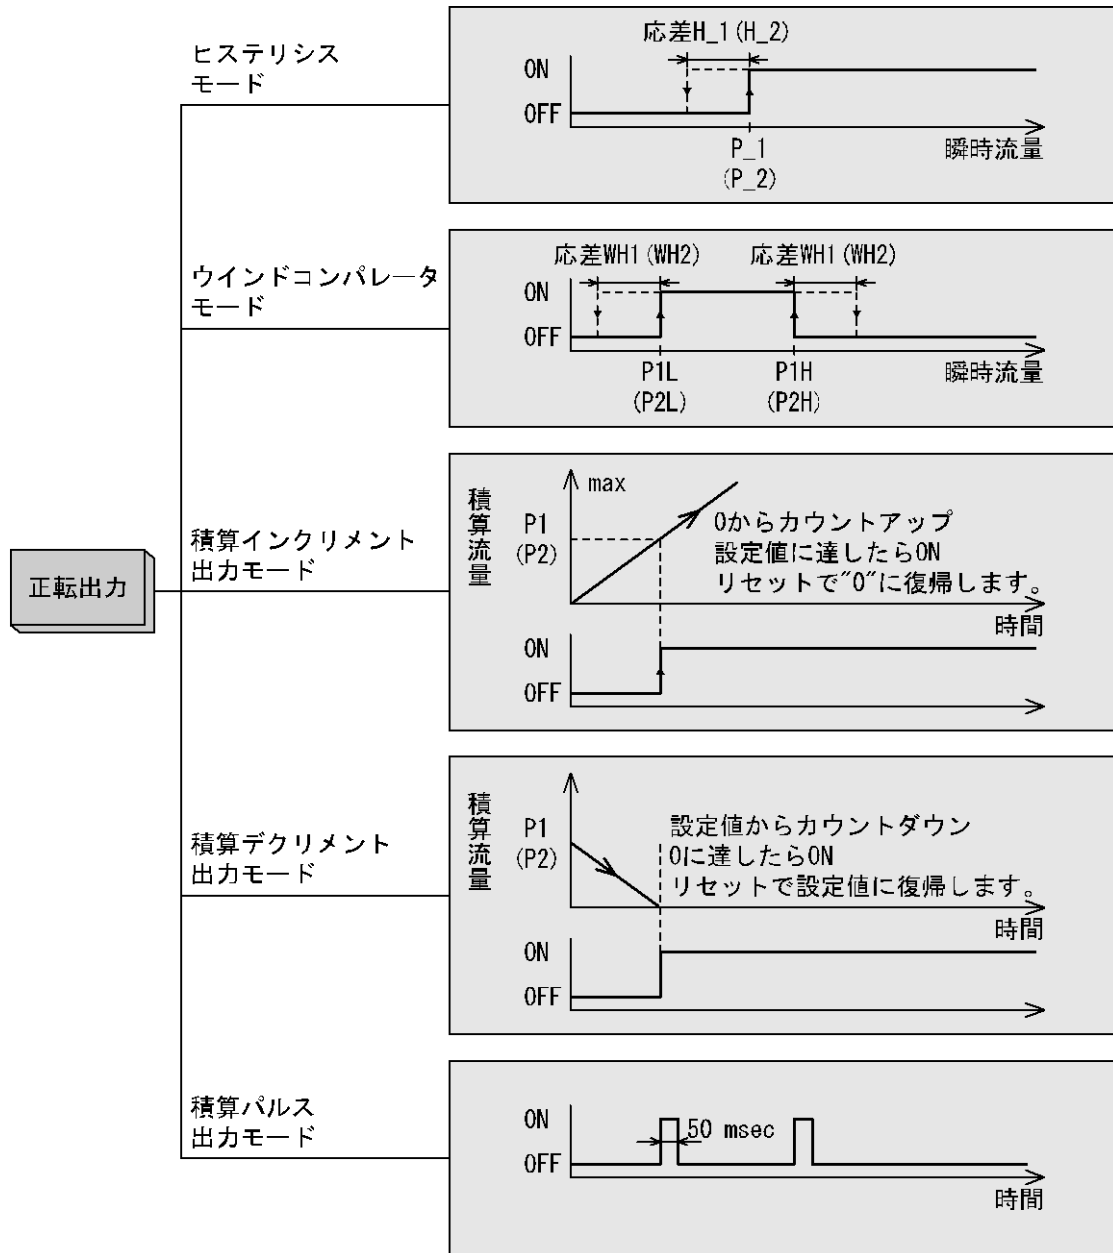 正転出力
ヒステリシス
モード
応差H_1(H_2)
ON
OFF
P_1
(P_2)
瞬時流量
ウインドコンパレータ
モード
応差WH1(WH2) 応差WH1(WH2)
ON
OFF
P1L P1H
(P2L) (P2H)
瞬時流量
積算インクリメント
出力モード
積算流量
max
P1
(P2)
0からカウントアップ
設定値に達したらON
リセットで"0"に復帰します。
時間
ON
OFF
積算デクリメント
出力モード
積算流量
P1
(P2)
設定値からカウントダウン
0に達したらON
リセットで設定値に復帰します。
時間
ON
OFF
積算パルス
出力モード
ON
50 msec
OFF
時間